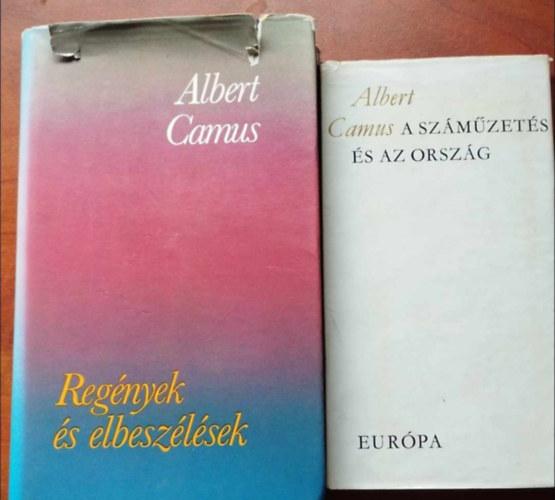 Albert
Camus
Regények
és elbeszélések
Albert
Camus A SZÁMŰZETÉS
ÉS AZ ORSZÁG
EURÓPA